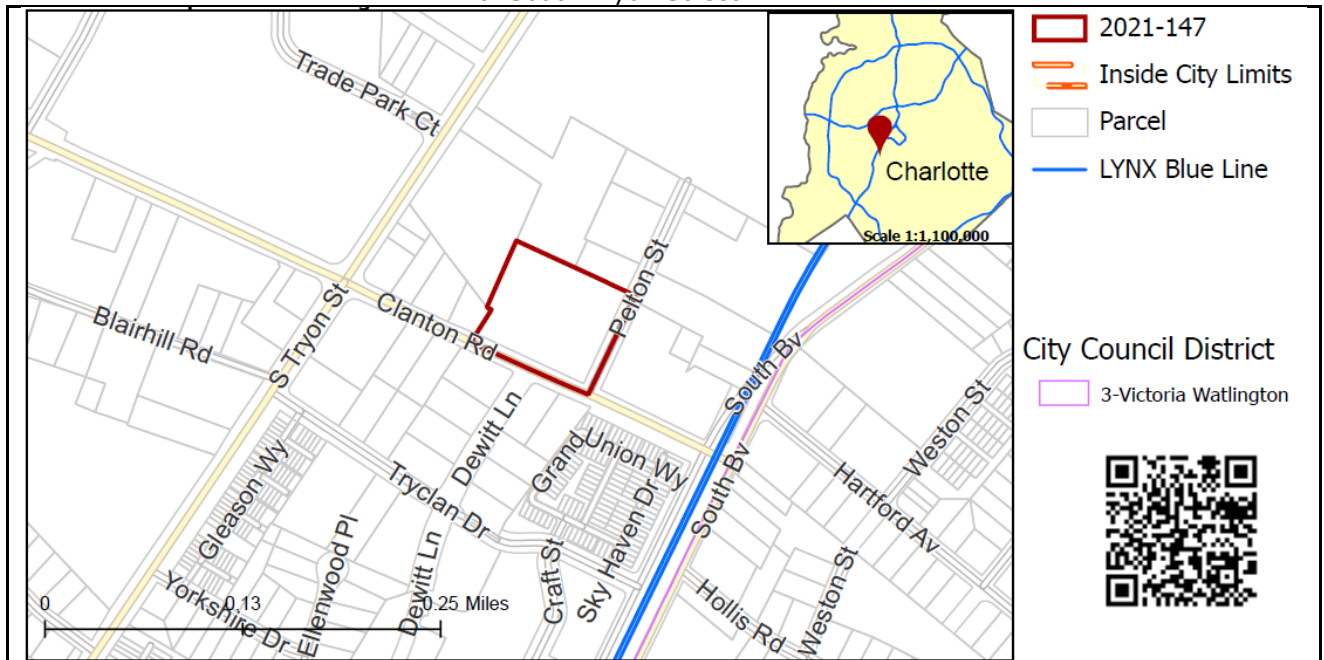 Trade Park Ct
Blairhill Rd
S Tryon St
Clanton Rd
Pelton St
Dewitt Ln
Grand
Union Wy
Gleason Wy
Tryclan Dr
Sky Haven Dr
South Bv
South Bv
Weston St
Hartford Av
Yorkshire Dr
Ellenwood Pl
Dewitt Ln
Craft St
Hollis Rd
Weston St
0 0.13 0.25 Miles
Charlotte
Scale 1:1,100,000
2021-147
Inside City Limits
Parcel
LYNX Blue Line
City Council District
3-Victoria Watlington